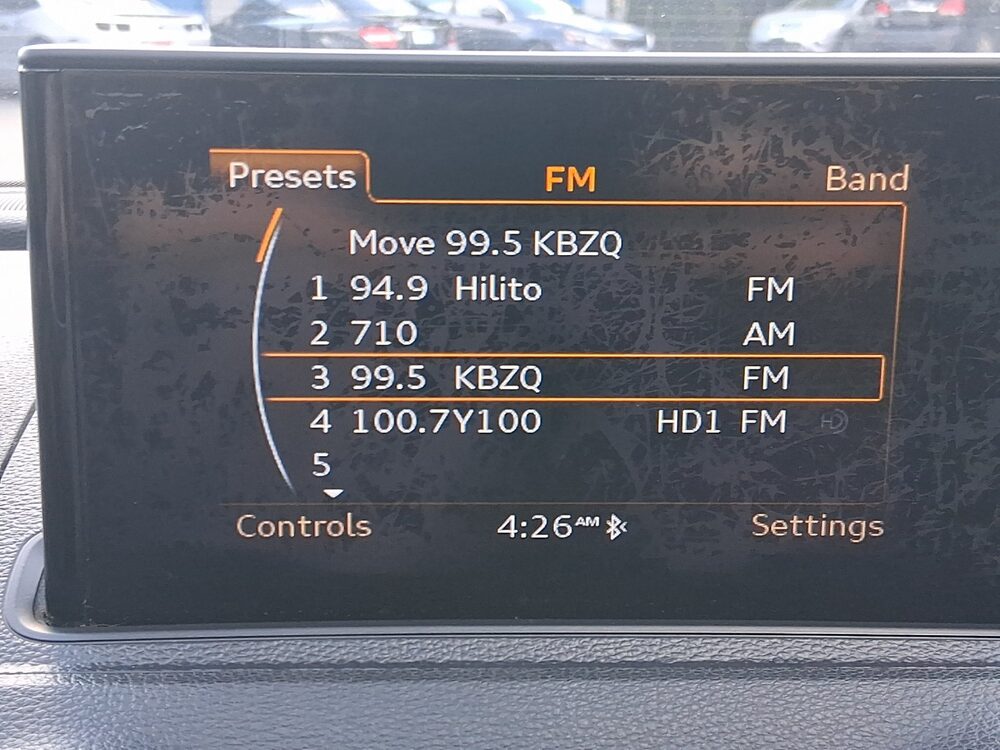 Presets FM Band
Move 99.5 KBZQ
1 94.9 Hilito FM
2 710 AM
3 99.5 KBZQ FM
4 100.7Y100 HD1 FM HD
5
Controls 4:26AM Settings